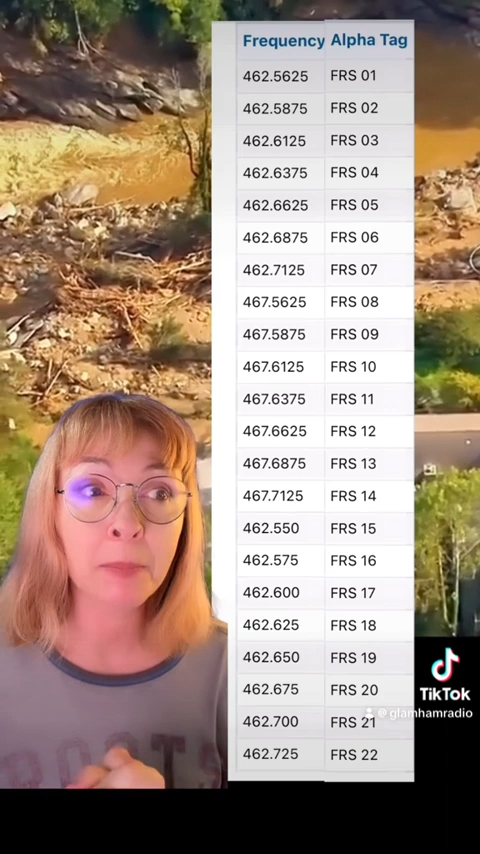 Frequency Alpha Tag
462.5625 FRS 01
462.5875 FRS 02
462.6125 FRS 03
462.6375 FRS 04
462.6625 FRS 05
462.6875 FRS 06
462.7125 FRS 07
467.5625 FRS 08
467.5875 FRS 09
467.6125 FRS 10
467.6375 FRS 11
467.6625 FRS 12
467.6875 FRS 13
467.7125 FRS 14
462.550 FRS 15
462.575 FRS 16
462.600 FRS 17
462.625 FRS 18
462.650 FRS 19
462.675 FRS 20
462.700 FRS 21
462.725 FRS 22
TikTok
@ glamhamradio
ROOTS